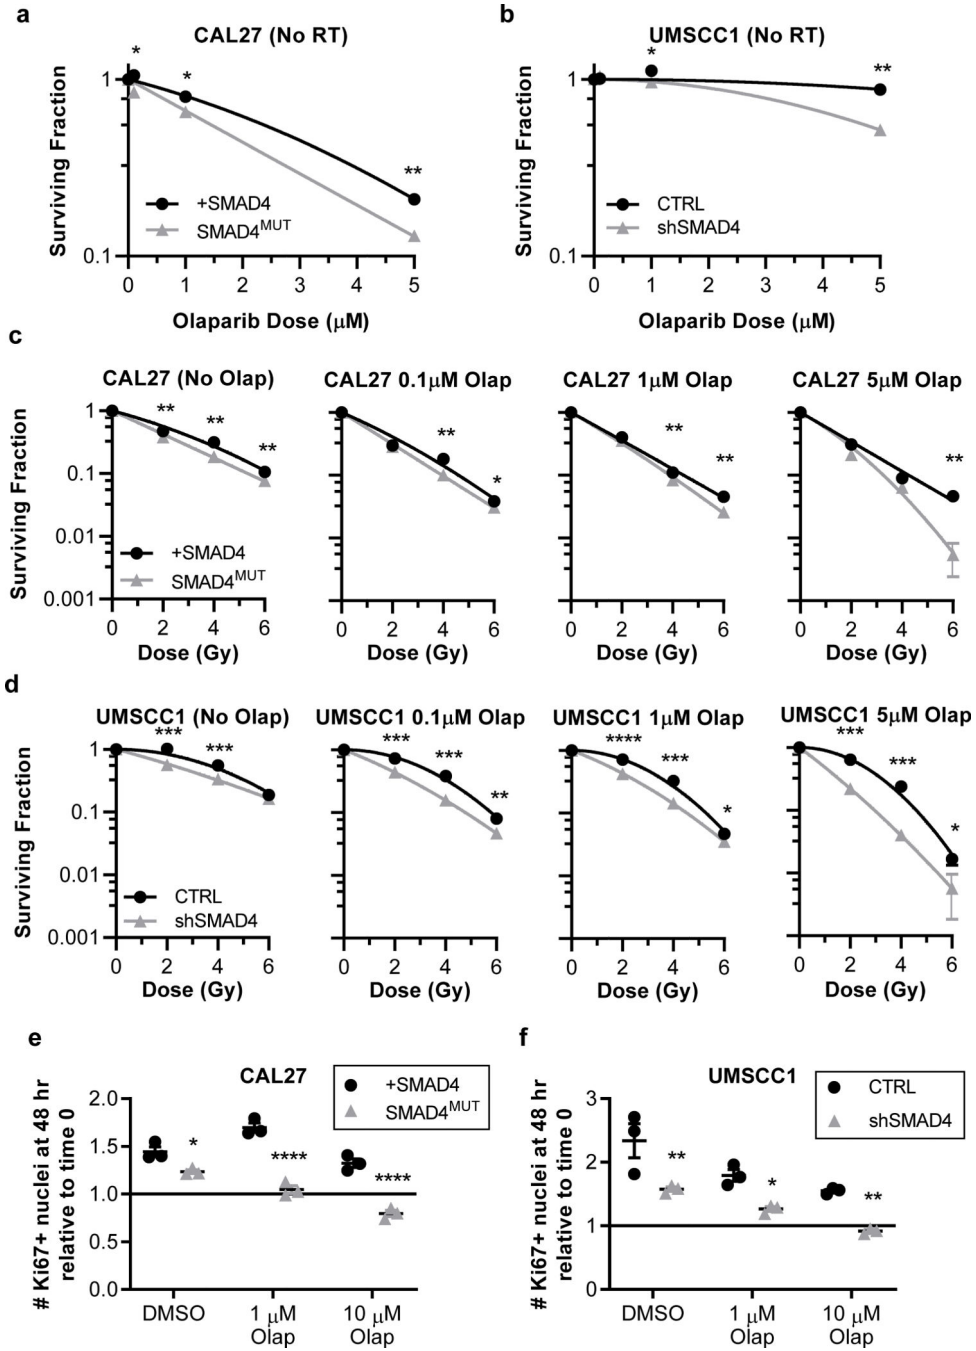 a
CAL27 (No RT)
Surviving Fraction
1
0.1
* * **
+SMAD4
SMAD4MUT
0 1 2 3 4 5
Olaparib Dose (μM)
b
UMSCC1 (No RT)
Surviving Fraction
1
0.1
* **
CTRL
shSMAD4
0 1 2 3 4 5
Olaparib Dose (μM)
c
CAL27 (No Olap)
Surviving Fraction
1
0.1
0.01
0.001
** ** **
+SMAD4
SMAD4MUT
0 2 4 6
Dose (Gy)
CAL27 0.1μM Olap
** *
0 2 4 6
Dose (Gy)
CAL27 1μM Olap
** **
0 2 4 6
Dose (Gy)
CAL27 5μM Olap
**
0 2 4 6
Dose (Gy)
d
UMSCC1 (No Olap)
Surviving Fraction
1
0.1
0.01
0.001
*** ***
CTRL
shSMAD4
0 2 4 6
Dose (Gy)
UMSCC1 0.1μM Olap
*** *** **
0 2 4 6
Dose (Gy)
UMSCC1 1μM Olap
**** *** *
0 2 4 6
Dose (Gy)
UMSCC1 5μM Olap
*** *** *
0 2 4 6
Dose (Gy)
e
CAL27
+SMAD4
SMAD4MUT
# Ki67+ nuclei at 48 hr
relative to time 0
2.0
1.5
1.0
0.5
0.0
* **** ****
DMSO
1 μM
Olap
10 μM
Olap
f
UMSCC1
CTRL
shSMAD4
# Ki67+ nuclei at 48 hr
relative to time 0
3
2
1
0
** * **
DMSO
1 μM
Olap
10 μM
Olap